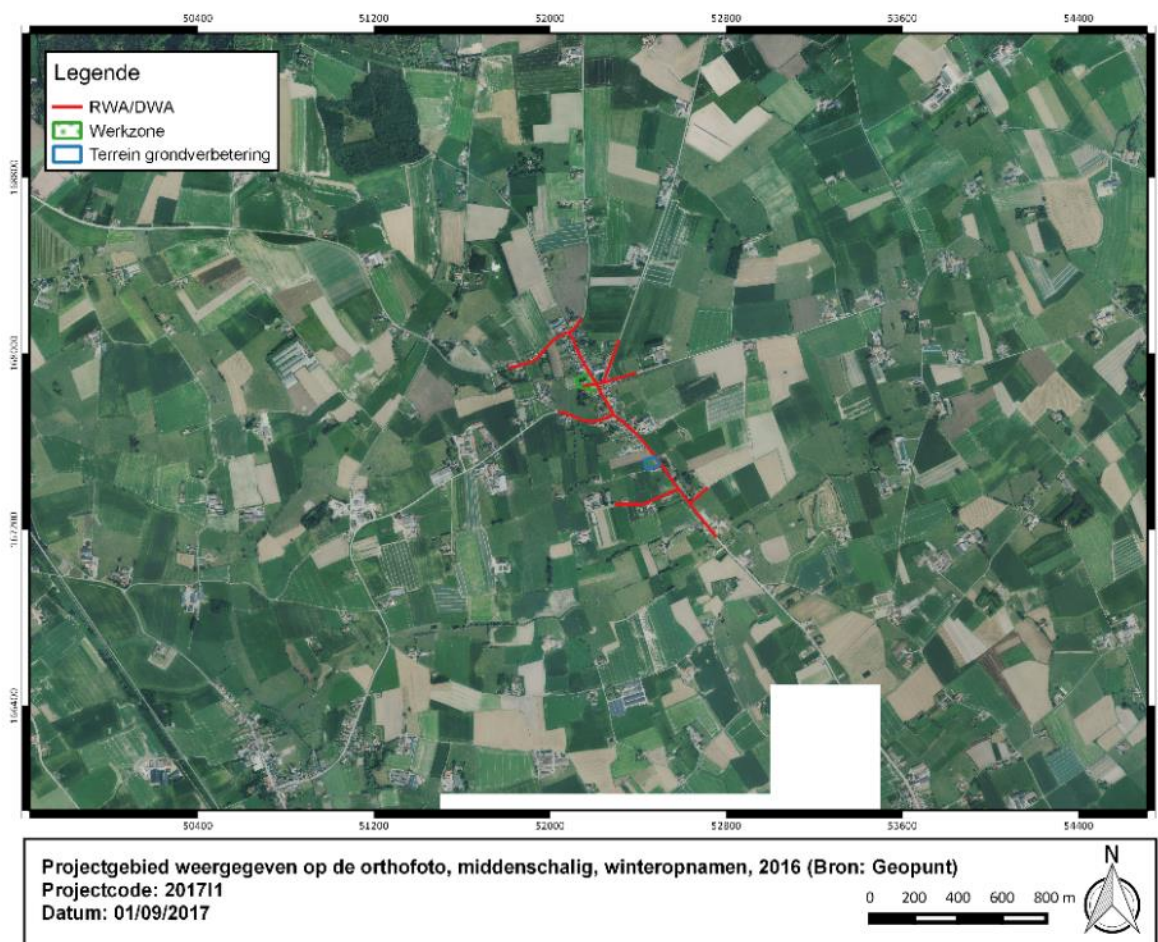 50400 51200 52000 52800 53600 54400
Legende
RWA/DWA
Werkzone
Terrein grondverbetering
168800
168000
167200
166400
50400 51200 52000 52800 53600 54400
Projectgebied weergegeven op de orthofoto, middenschalig, winteropnamen, 2016 (Bron: Geopunt)
Projectcode: 2017I1
Datum: 01/09/2017
0 200 400 600 800 m
N